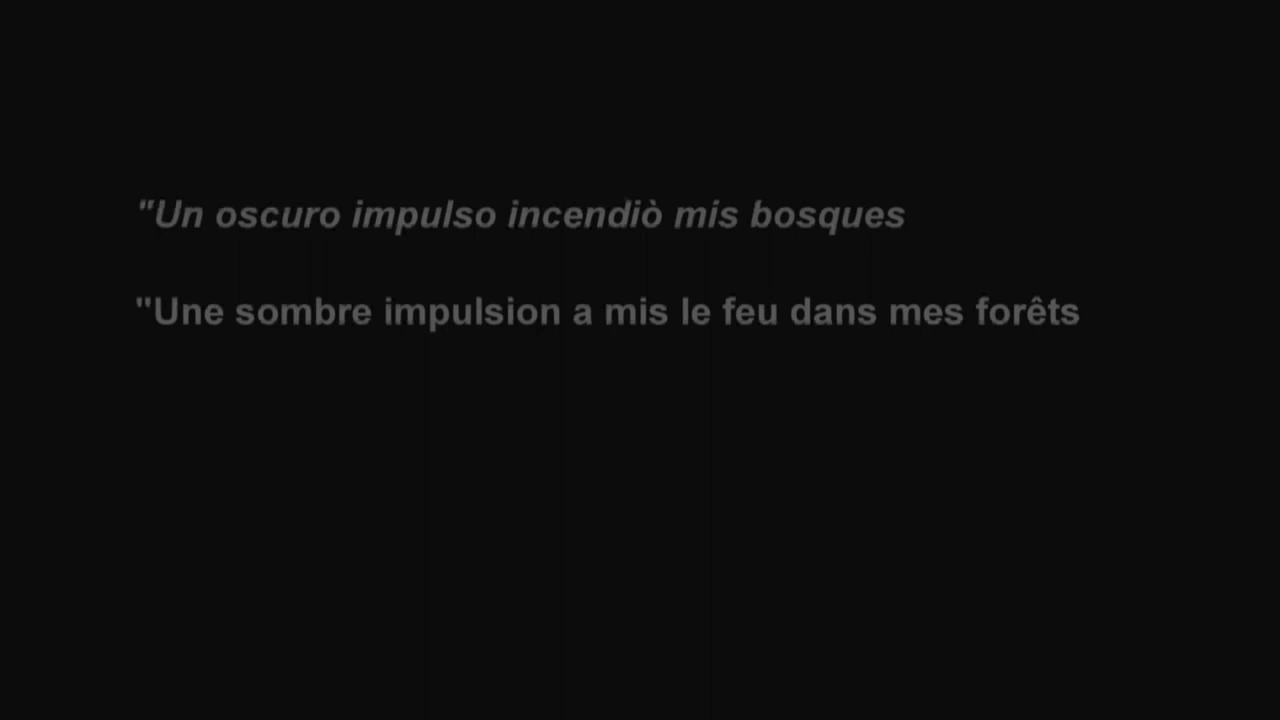 "Un oscuro impulso incendiò mis bosques
"Une sombre impulsion a mis le feu dans mes forêts